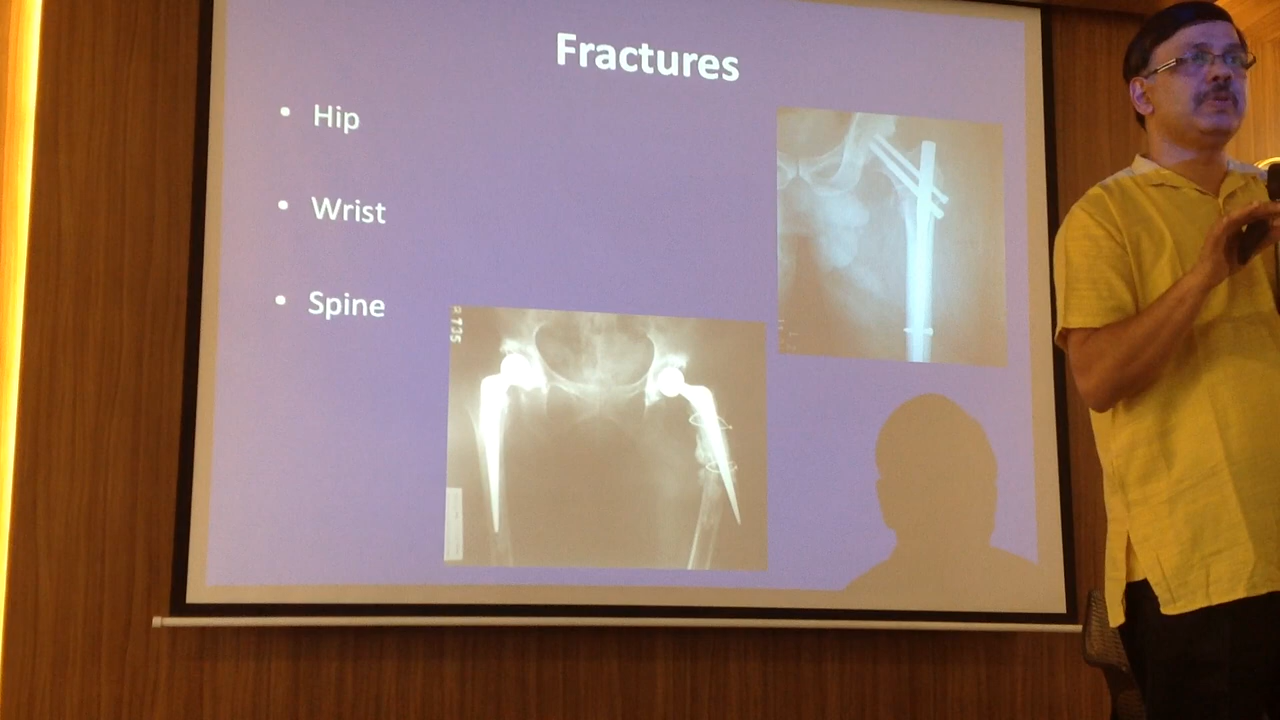 Fractures
• Hip
• Wrist
• Spine